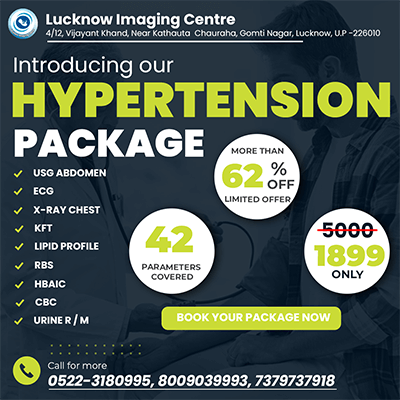 Lucknow Imaging Centre
4/12, Vijayant Khand, Near Kathauta Chauraha, Gomti Nagar, Lucknow, U.P -226010
Introducing our
HYPERTENSION
PACKAGE
USG ABDOMEN
ECG
X-RAY CHEST
KFT
LIPID PROFILE
RBS
HBAIC
CBC
URINE R / M
MORE THAN
62 % OFF
LIMITED OFFER
42
PARAMETERS
COVERED
5000
1899
ONLY
BOOK YOUR PACKAGE NOW
Call for more
0522-3180995, 8009039993, 7379737918